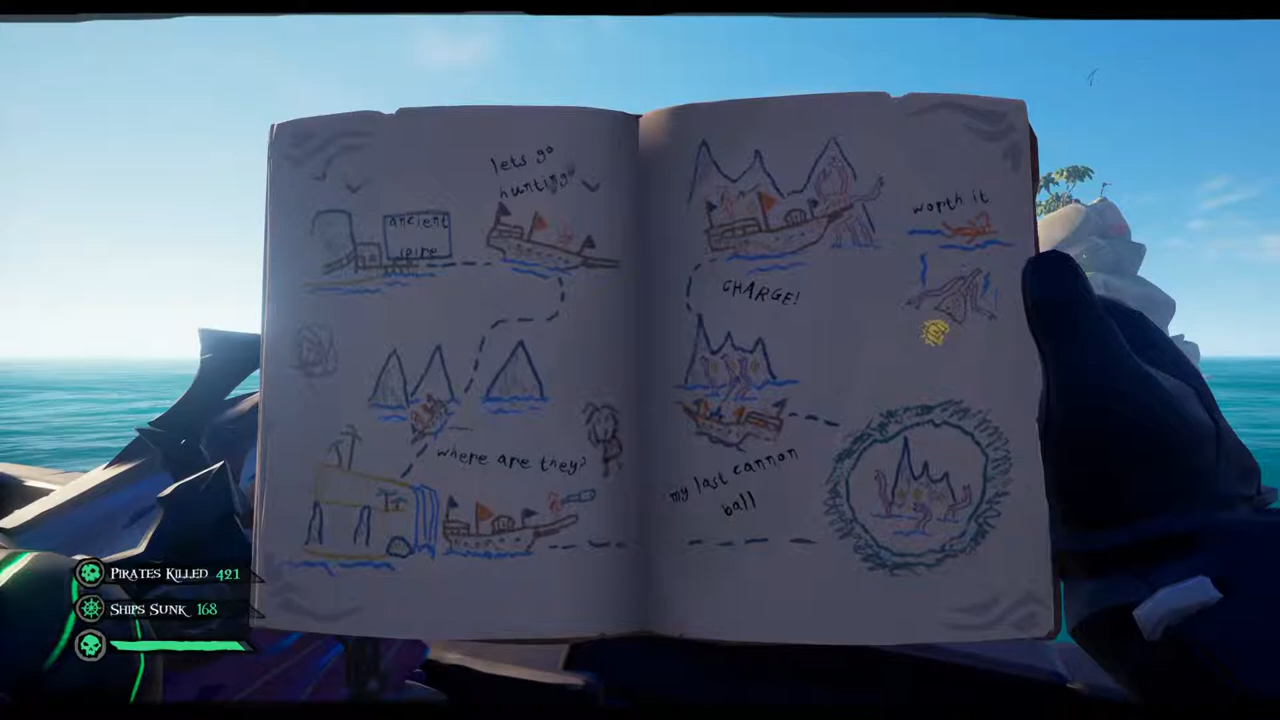 lets go
hunting
ancient
spire
where are they?
CHARGE!
worth it
my last cannon
ball
PIRATES KILLED 421
SHIPS SUNK 168